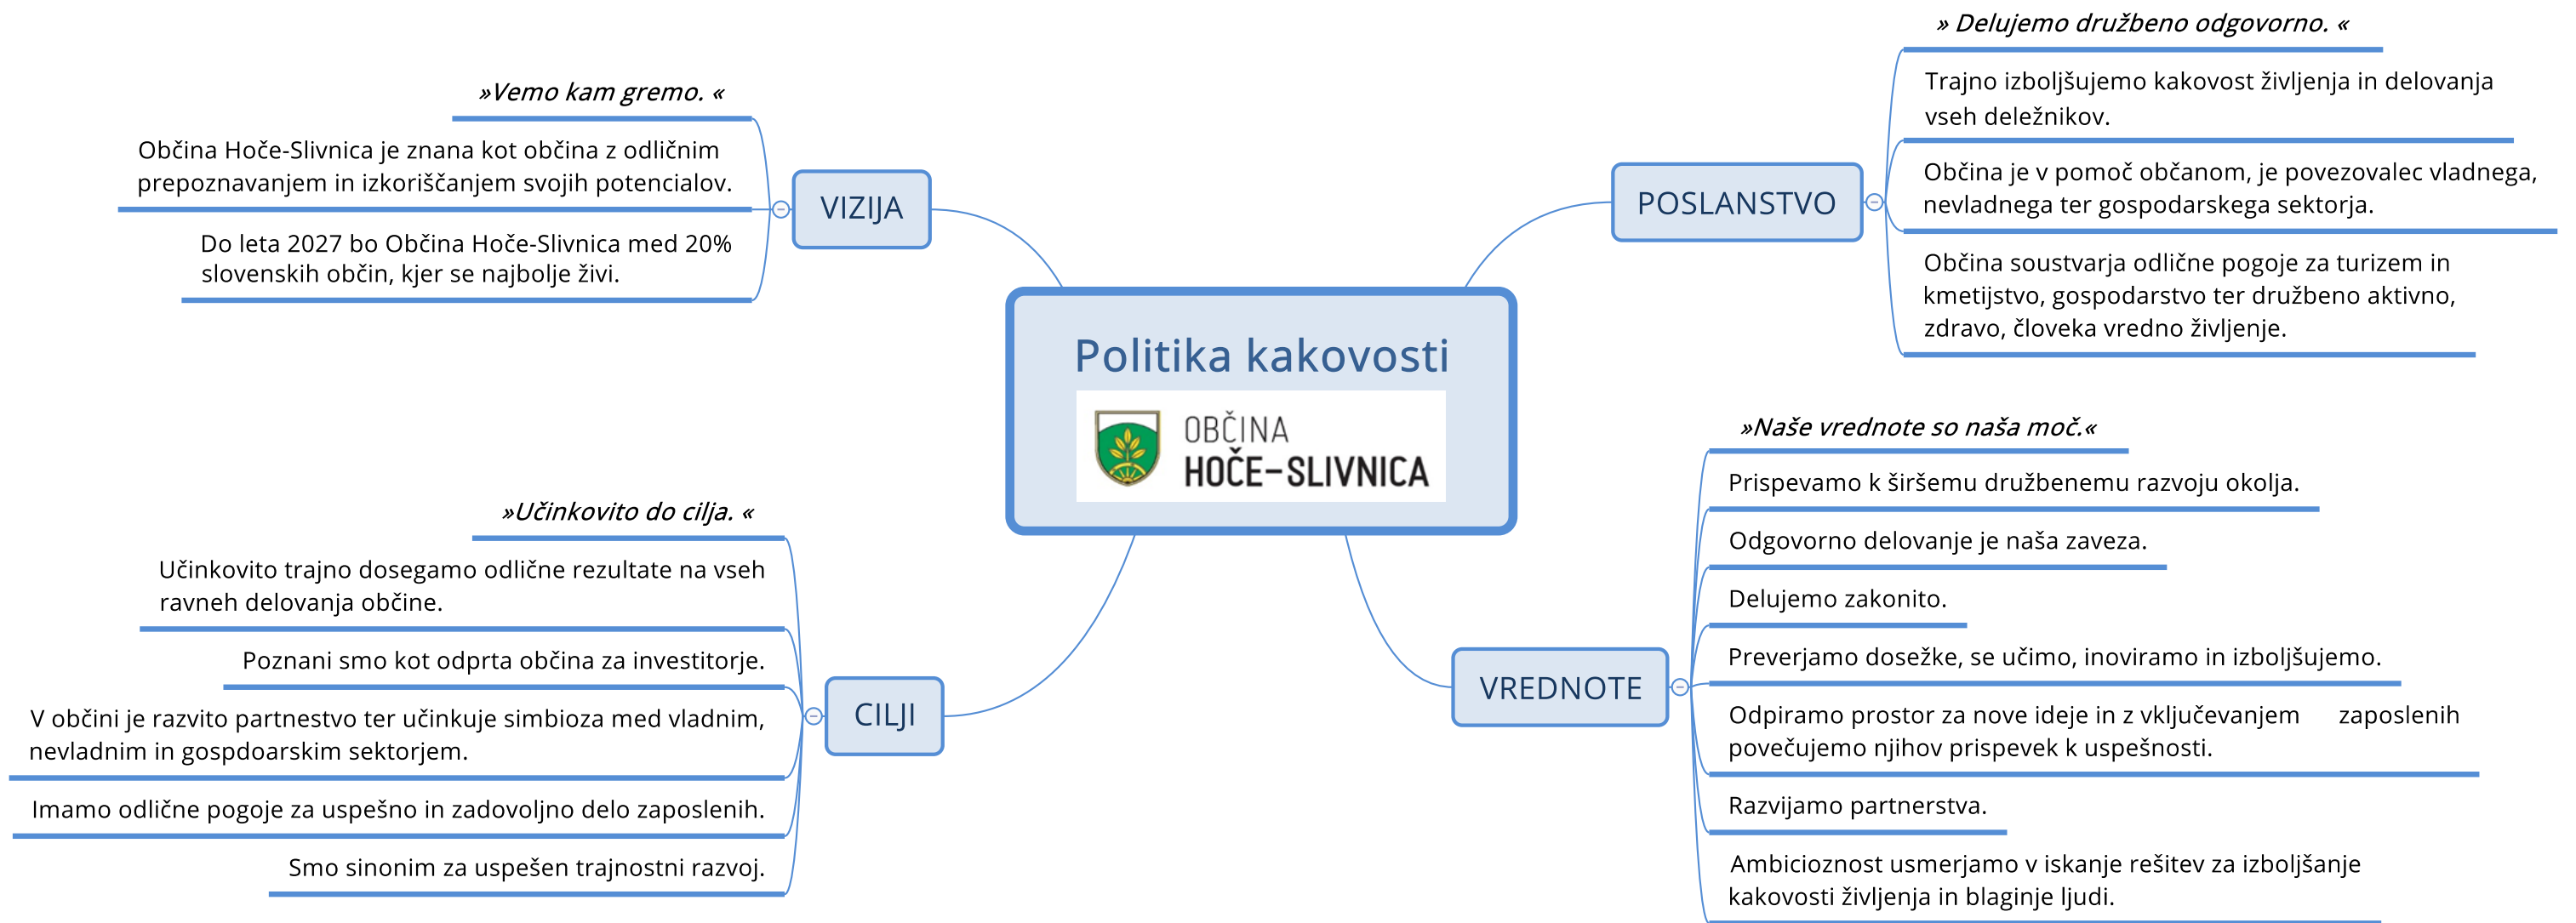 Politika kakovosti
OBČINA
HOČE-SLIVNICA
VIZIJA
»Vemo kam gremo. «
Občina Hoče-Slivnica je znana kot občina z odličnim
prepoznavanjem in izkoriščanjem svojih potencialov.
Do leta 2027 bo Občina Hoče-Slivnica med 20%
slovenskih občin, kjer se najbolje živi.
POSLANSTVO
» Delujemo družbeno odgovorno. «
Trajno izboljšujemo kakovost življenja in delovanja
vseh deležnikov.
Občina je v pomoč občanom, je povezovalec vladnega,
nevladnega ter gospodarskega sektorja.
Občina soustvarja odlične pogoje za turizem in
kmetijstvo, gospodarstvo ter družbeno aktivno,
zdravo, človeka vredno življenje.
CILJI
»Učinkovito do cilja. «
Učinkovito trajno dosegamo odlične rezultate na vseh
ravneh delovanja občine.
Poznani smo kot odprta občina za investitorje.
V občini je razvito partnestvo ter učinkuje simbioza med vladnim,
nevladnim in gospdoarskim sektorjem.
Imamo odlične pogoje za uspešno in zadovoljno delo zaposlenih.
Smo sinonim za uspešen trajnostni razvoj.
VREDNOTE
»Naše vrednote so naša moč.«
Prispevamo k širšemu družbenemu razvoju okolja.
Odgovorno delovanje je naša zaveza.
Delujemo zakonito.
Preverjamo dosežke, se učimo, inoviramo in izboljšujemo.
Odpiramo prostor za nove ideje in z vključevanjem zaposlenih
povečujemo njihov prispevek k uspešnosti.
Razvijamo partnerstva.
Ambicioznost usmerjamo v iskanje rešitev za izboljšanje
kakovosti življenja in blaginje ljudi.